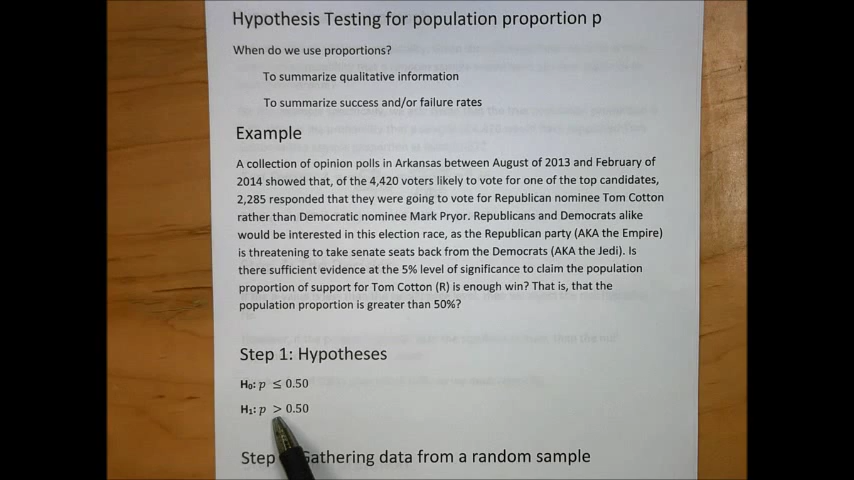 Hypothesis Testing for population proportion p
When do we use proportions?
To summarize qualitative information
To summarize success and/or failure rates
Example
A collection of opinion polls in Arkansas between August of 2013 and February of
2014 showed that, of the 4,420 voters likely to vote for one of the top candidates,
2,285 responded that they were going to vote for Republican nominee Tom Cotton
rather than Democratic nominee Mark Pryor. Republicans and Democrats alike
would be interested in this election race, as the Republican party (AKA the Empire)
is threatening to take senate seats back from the Democrats (AKA the Jedi). Is
there sufficient evidence at the 5% level of significance to claim the population
proportion of support for Tom Cotton (R) is enough win? That is, that the
population proportion is greater than 50%?
Step 1: Hypotheses
H₀: p ≤ 0.50
H₁: p > 0.50
Step Gathering data from a random sample